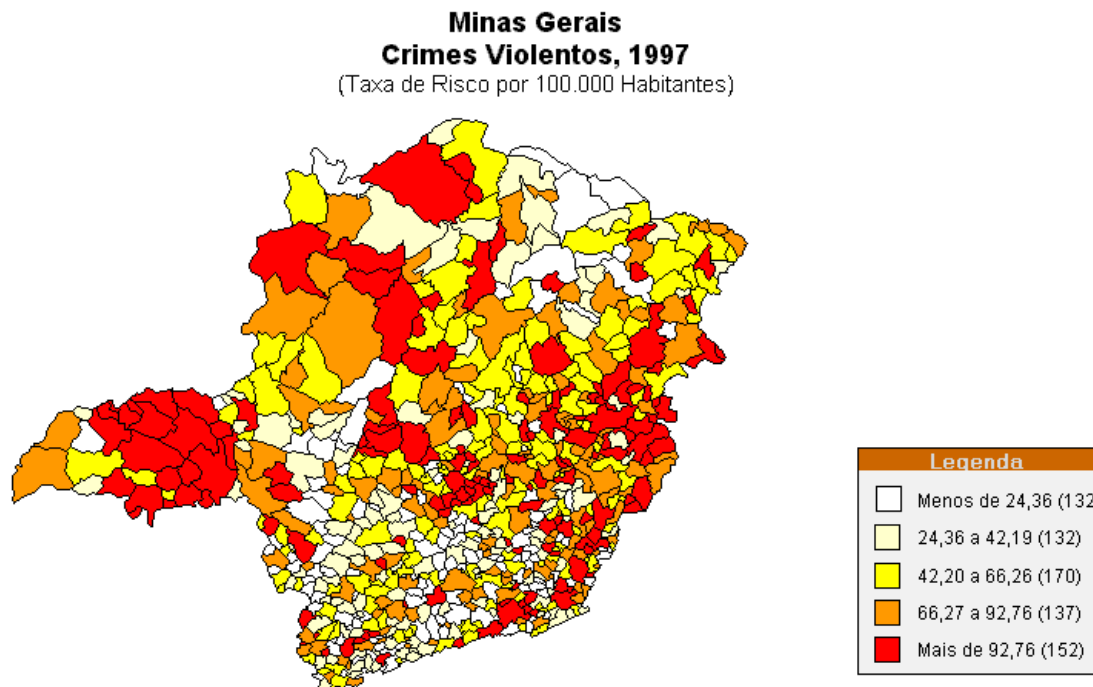 Minas Gerais
Crimes Violentos, 1997
(Taxa de Risco por 100.000 Habitantes)
Legenda
Menos de 24,36 (132
24,36 a 42,19 (132)
42,20 a 66,26 (170)
66,27 a 92,76 (137)
Mais de 92,76 (152)